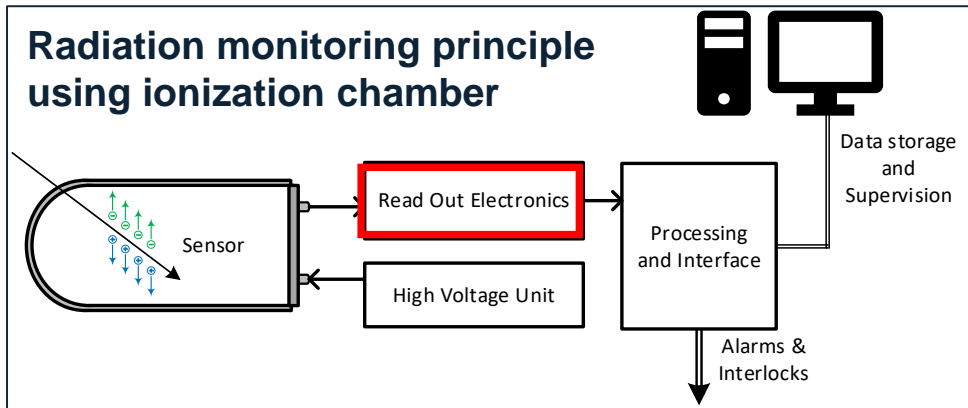 Radiation monitoring principle
using ionization chamber
Data storage
and
Supervision
Read Out Electronics
Sensor
Processing
and Interface
High Voltage Unit
Alarms &
Interlocks